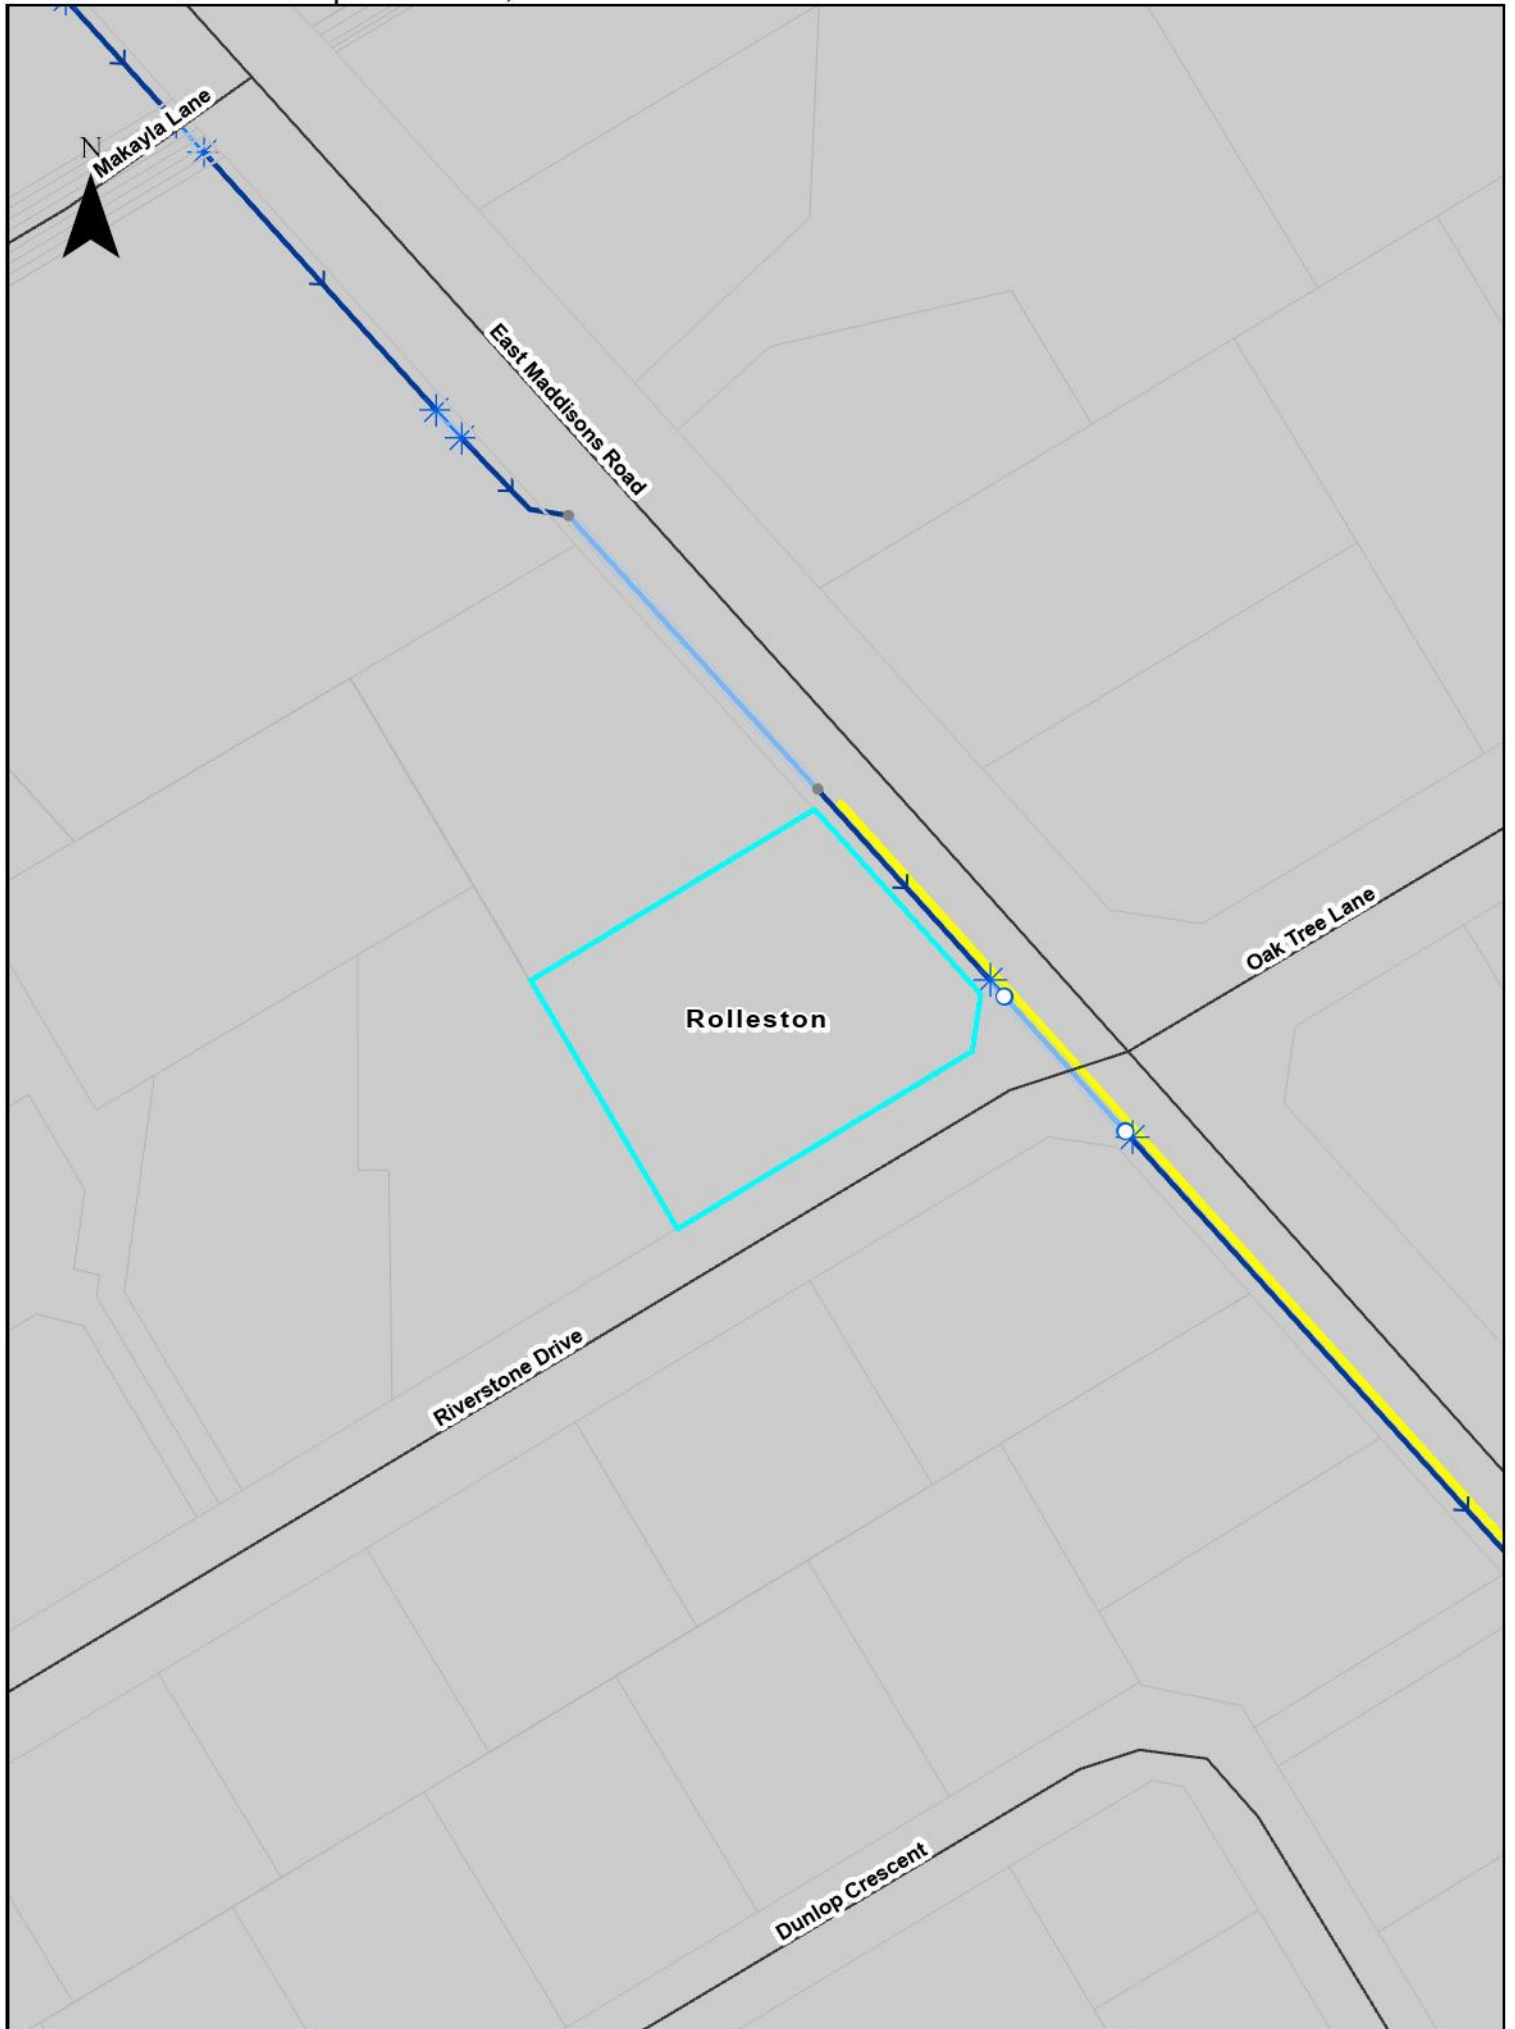 Makayla Lane
N
East Maddisons Road
Oak Tree Lane
Rolleston
Riverstone Drive
Dunlop Crescent